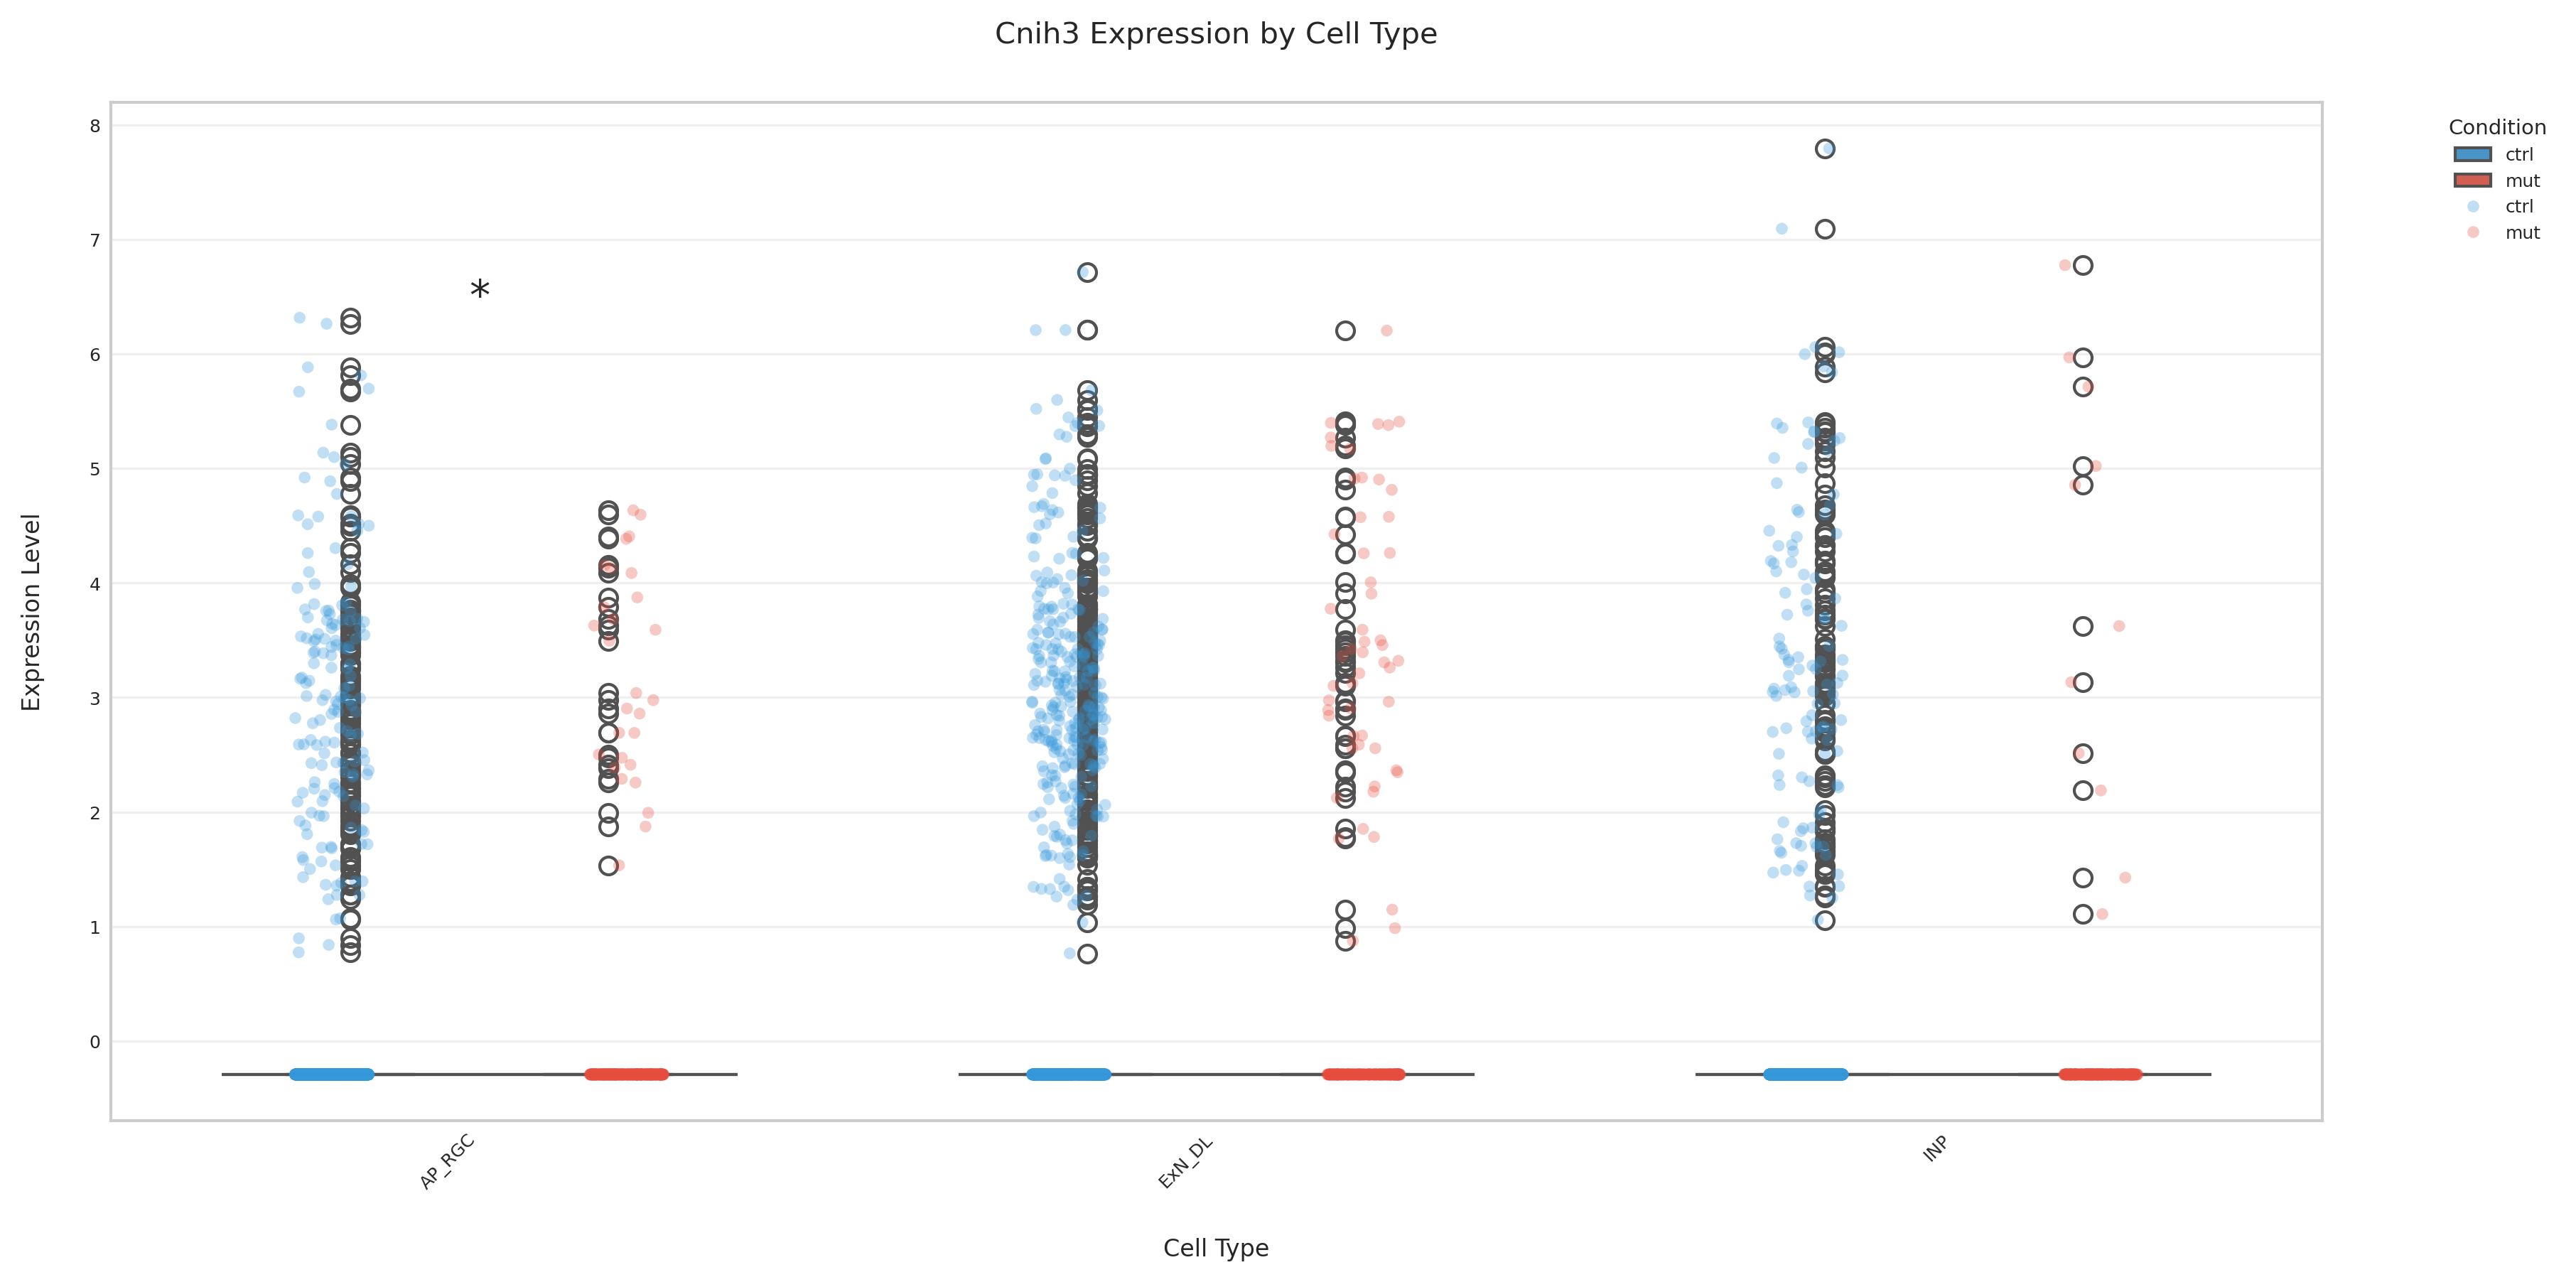 Cnih3 Expression by Cell Type
Condition
ctrl
mut
ctrl
mut
Expression Level
8
7
6
5
4
3
2
1
0
*
AP_RGC
ExN_DL
INP
Cell Type